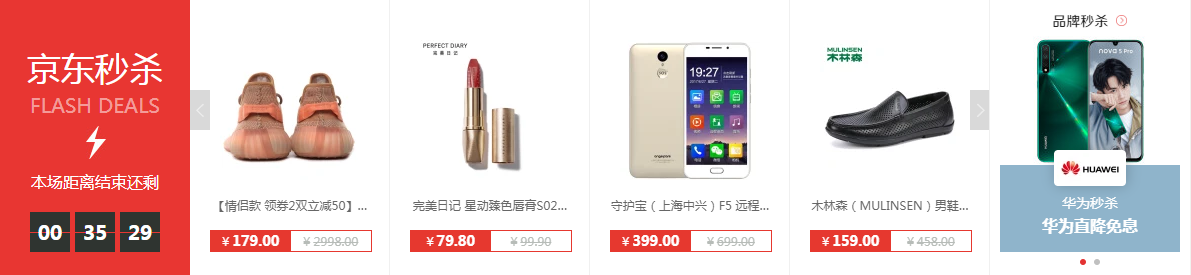 京东秒杀
FLASH DEALS
本场距离结束还剩
00 35 29
【情侣款 领券2双立减50】...
¥179.00 ¥2998.00
PERFECT DIARY
完美日记
完美日记 星动臻色唇膏S02...
¥79.80 ¥99.90
19:27
守护宝（上海中兴）F5 远程...
¥399.00 ¥699.00
MULINSEN
木林森
木林森（MULINSEN）男鞋...
¥159.00 ¥458.00
品牌秒杀
nova 5 Pro
HUAWEI
华为秒杀
华为直降免息